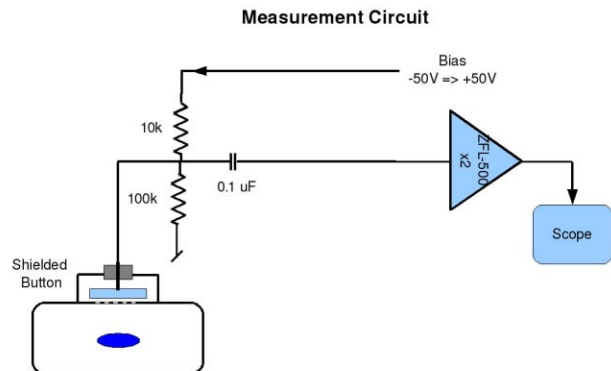 Measurement Circuit
Bias
-50V => +50V
10k
100k
0.1 uF
ZFL-500
x2
Scope
Shielded
Button